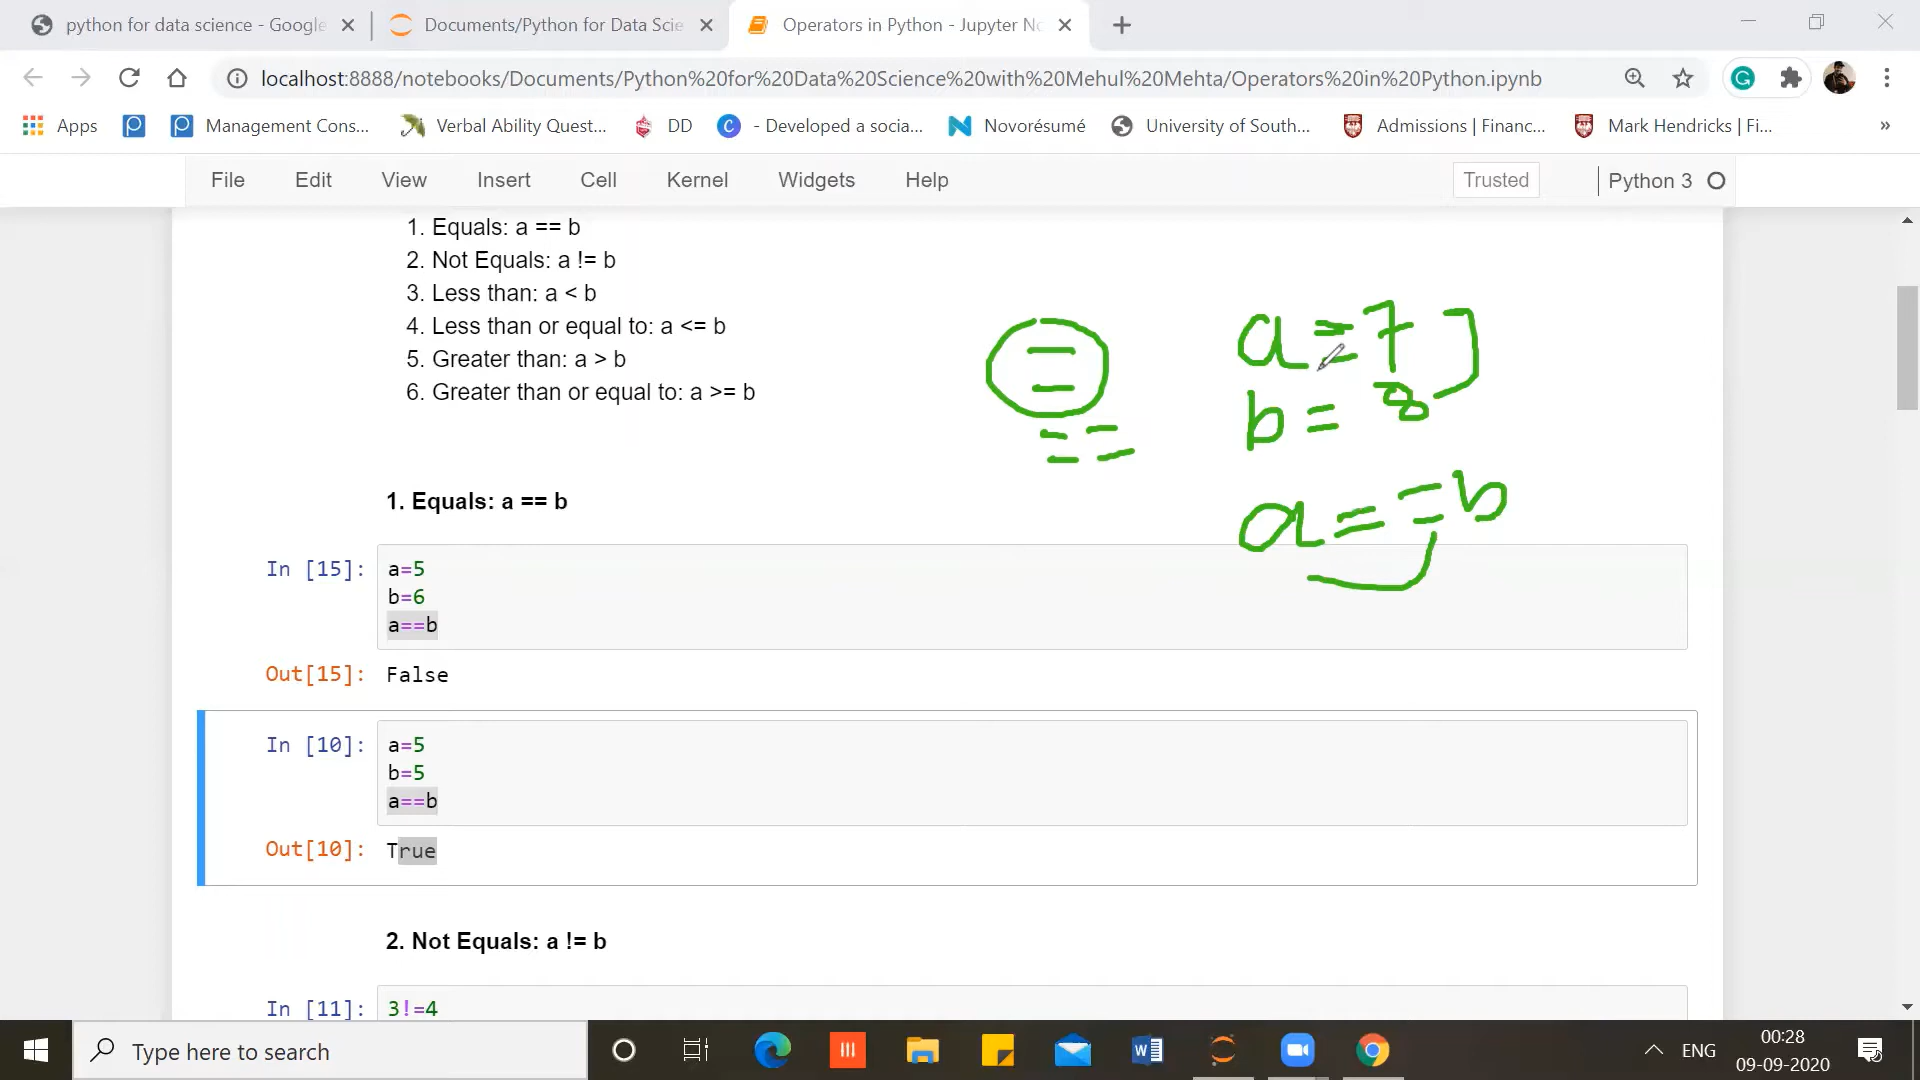 python for data science - Google
Documents/Python for Data Scie
Operators in Python - Jupyter No
localhost:8888/notebooks/Documents/Python%20for%20Data%20Science%20with%20Mehul%20Mehta/Operators%20in%20Python.ipynb
Apps
Management Cons...
Verbal Ability Quest...
DD
- Developed a socia...
Novorésumé
University of South...
Admissions | Financ...
Mark Hendricks | Fi...
»
File Edit View Insert Cell Kernel Widgets Help
Trusted
Python 3
1. Equals: a == b
2. Not Equals: a != b
3. Less than: a < b
4. Less than or equal to: a <= b
5. Greater than: a > b
6. Greater than or equal to: a >= b
=
==
a=7
b=8
a==b
1. Equals: a == b
In [15]:
a=5
b=6
a==b
Out[15]: False
In [10]:
a=5
b=5
a==b
Out[10]: True
2. Not Equals: a != b
In [11]: 3!=4
Type here to search
ENG
00:28
09-09-2020